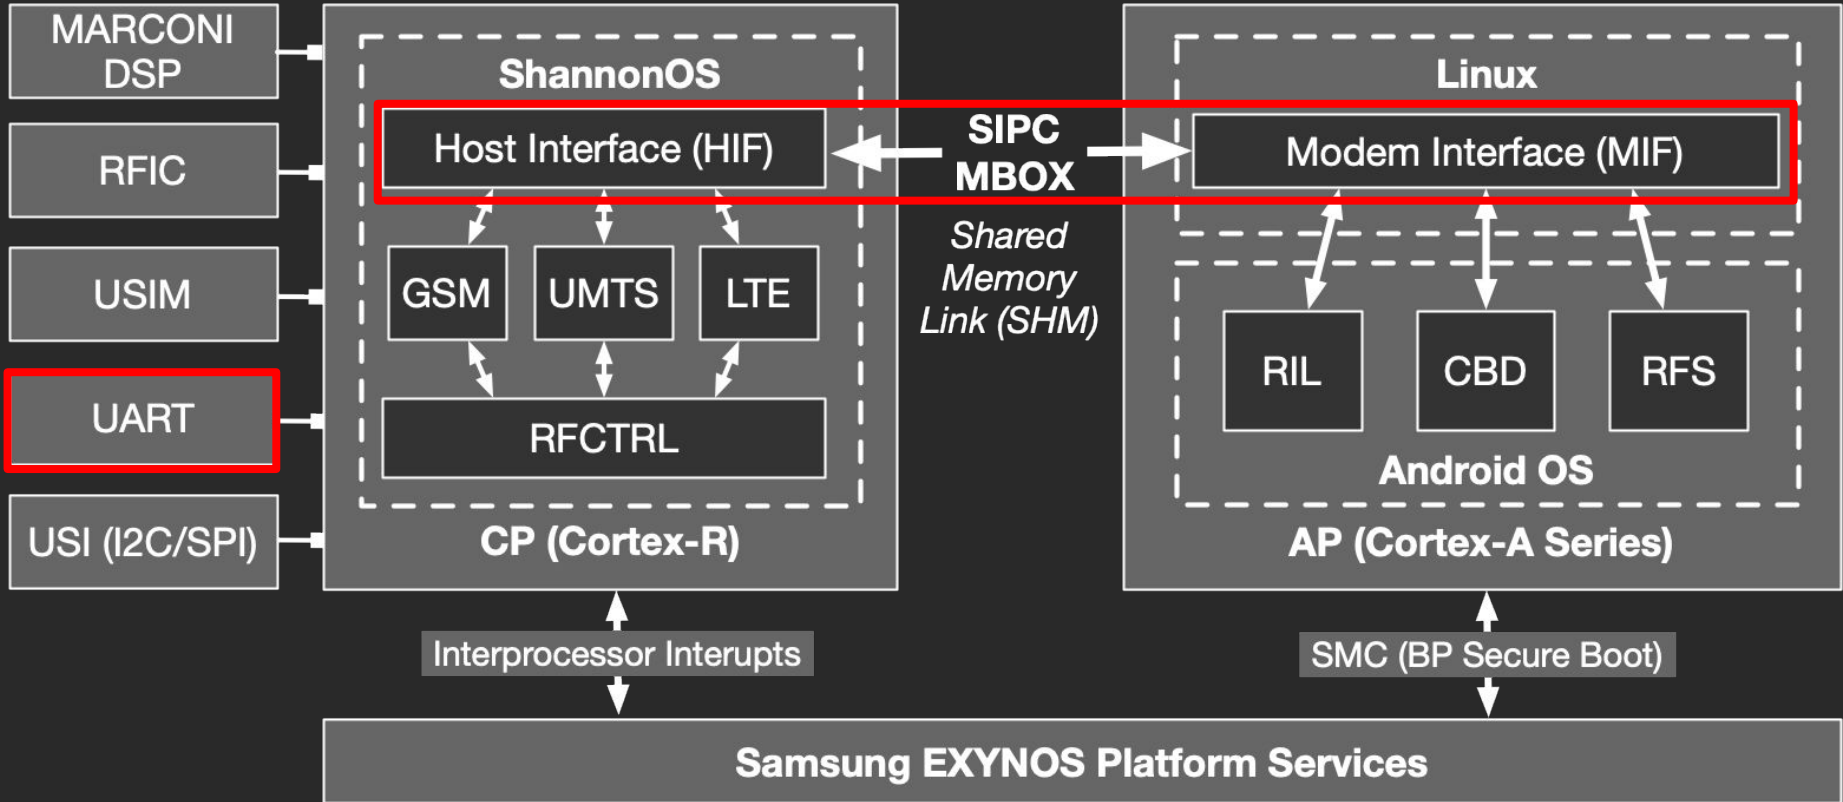 MARCONI
DSP
RFIC
USIM
UART
USI (I2C/SPI)
ShannonOS
Host Interface (HIF)
GSM
UMTS
LTE
RFCTRL
CP (Cortex-R)
SIPC
MBOX
Shared
Memory
Link (SHM)
Linux
Modem Interface (MIF)
RIL
CBD
RFS
Android OS
AP (Cortex-A Series)
Interprocessor Interupts
SMC (BP Secure Boot)
Samsung EXYNOS Platform Services